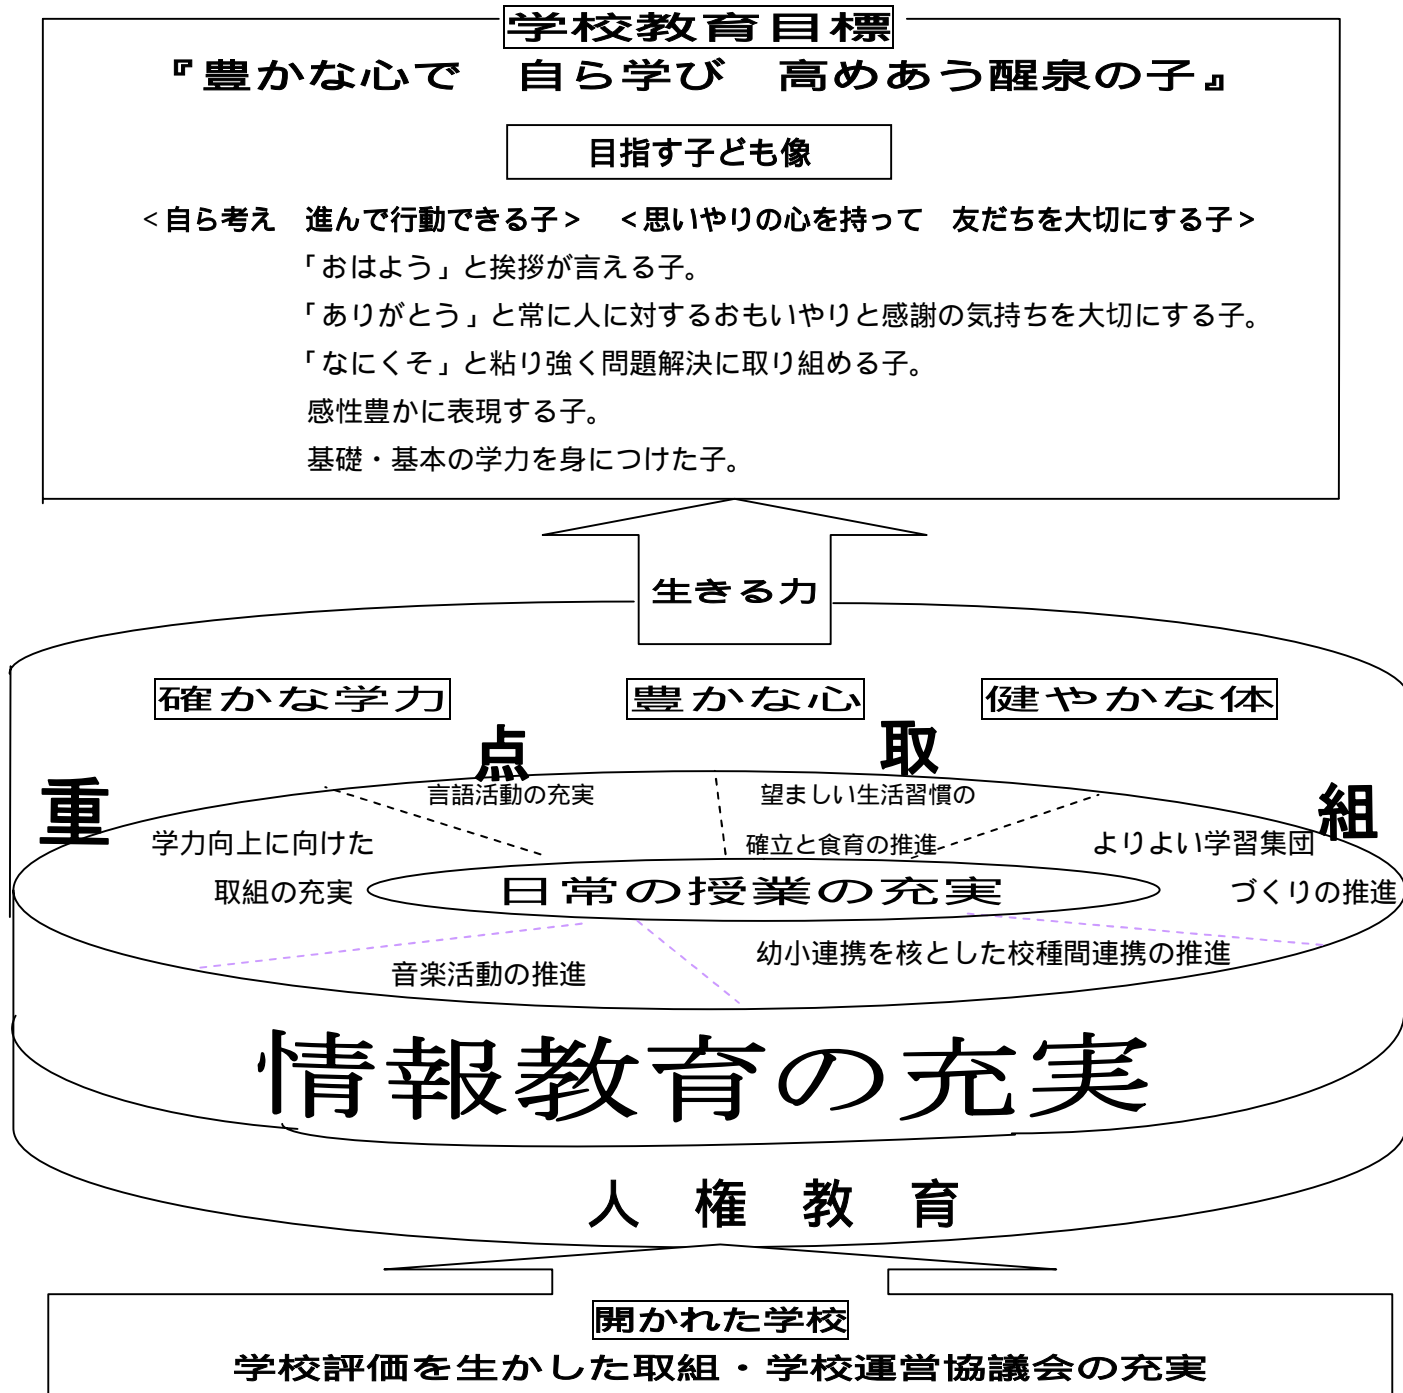 学校教育目標
『豊かな心で　自ら学び　高めあう醒泉の子』
目指す子ども像
＜自ら考え　進んで行動できる子＞　＜思いやりの心を持って　友だちを大切にする子＞
「おはよう」と挨拶が言える子。
「ありがとう」と常に人に対するおもいやりと感謝の気持ちを大切にする子。
「なにくそ」と粘り強く問題解決に取り組める子。
感性豊かに表現する子。
基礎・基本の学力を身につけた子。
生きる力
確かな学力
豊かな心
健やかな体
重点取組
学力向上に向けた
取組の充実
言語活動の充実
望ましい生活習慣の
確立と食育の推進
よりよい学習集団
づくりの推進
日常の授業の充実
音楽活動の推進
幼小連携を核とした校種間連携の推進
情報教育の充実
人権教育
開かれた学校
学校評価を生かした取組・学校運営協議会の充実